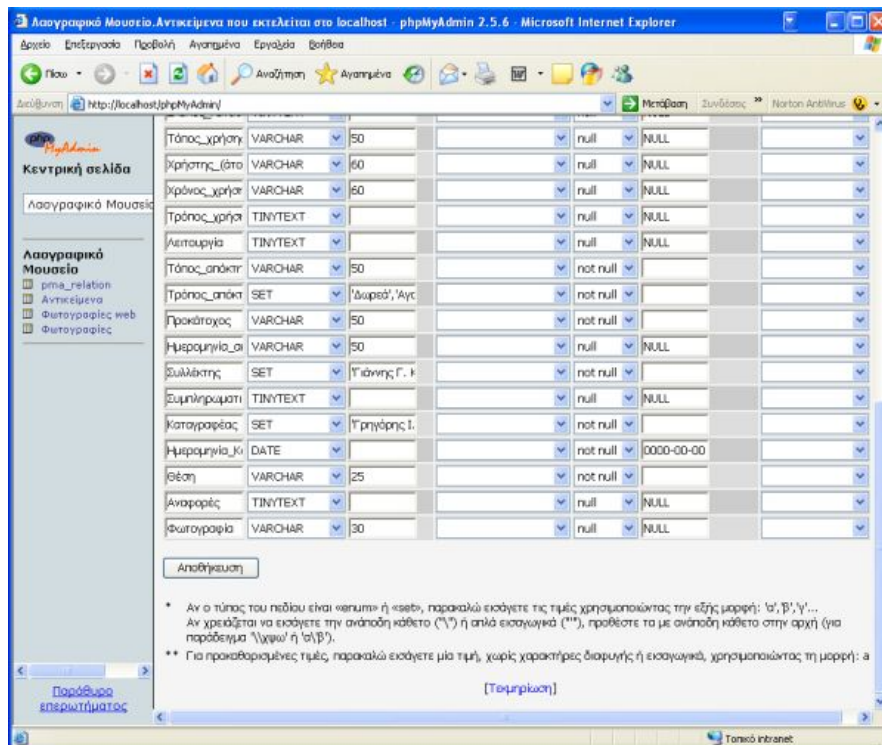 Λαογραφικό Μουσείο.Αντικείμενα που εκτελείται στο localhost - phpMyAdmin 2.5.6 - Microsoft Internet Explorer
Αρχείο Επεξεργασία Προβολή Αγαπημένα Εργαλεία Βοήθεια
Πίσω Αναζήτηση Αγαπημένα
Διεύθυνση http://localhost/phpMyAdmin/ Μετάβαση Συνδέσεις Norton AntiVirus
php
MyAdmin
Κεντρική σελίδα
Λαογραφικό Μουσείο
Λαογραφικό
Μουσείο
pma_relation
Αντικείμενα
Φωτογραφίες web
Φωτογραφίες
Παράθυρο
επερωτήματος
Τόπος_χρήση VARCHAR 50 null NULL
Χρήστης_(άτο VARCHAR 60 null NULL
Χρόνος_χρήσ VARCHAR 60 null NULL
Τρόπος_χρήσ TINYTEXT null NULL
Λειτουργία TINYTEXT null NULL
Τόπος_απόκτ VARCHAR 50 not null
Τρόπος_απόκτ SET 'Δωρεά','Αγο not null
Προκάτοχος VARCHAR 50 not null
Ημερομηνία_α VARCHAR 50 null NULL
Συλλέκτης SET 'Γιάννης Γ. Κ not null
Συμπληρωματι TINYTEXT null NULL
Καταγραφέας SET 'Γρηγόρης Ι. not null
Ημερομηνία_Κ DATE not null 0000-00-00
Θέση VARCHAR 25 not null
Αναφορές TINYTEXT null NULL
Φωτογραφία VARCHAR 30 null NULL
Αποθήκευση
* Αν ο τύπος του πεδίου είναι «enum» ή «set», παρακαλώ εισάγετε τις τιμές χρησιμοποιώντας την εξής μορφή: 'α','β','γ'...
Αν χρειάζεται να εισάγετε την ανάποδη κάθετο ("\") ή απλά εισαγωγικά ("'"), προθέστε τα με ανάποδη κάθετο στην αρχή (για
παράδειγμα '\\χψω' ή 'α\'β').
** Για προκαθορισμένες τιμές, παρακαλώ εισάγετε μία τιμή, χωρίς χαρακτήρες διαφυγής ή εισαγωγικά, χρησιμοποιώντας τη μορφή: a
[Τεκμηρίωση]
Τοπικό intranet